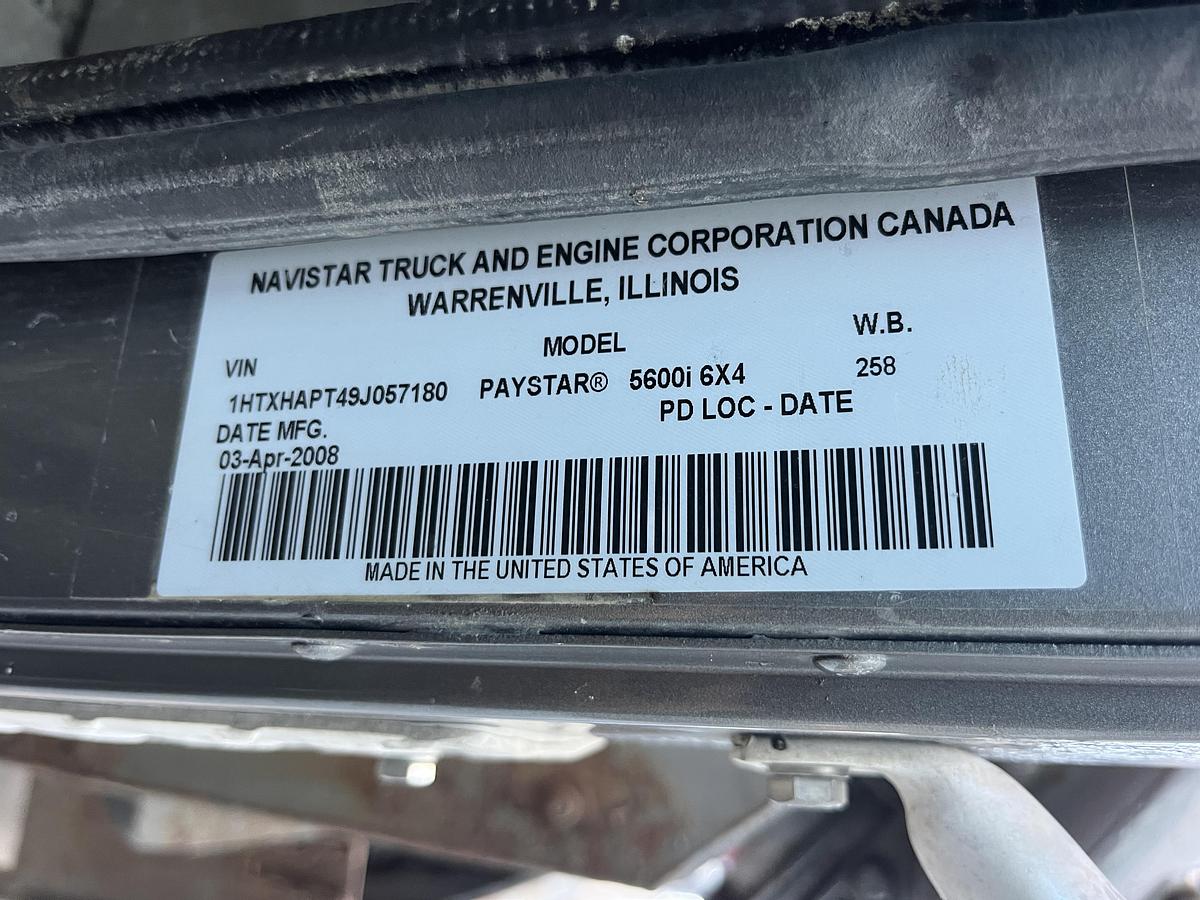 NAVISTAR TRUCK AND ENGINE CORPORATION CANADA
WARRENVILLE, ILLINOIS
VIN MODEL W.B.
1HTXHAPT49J057180 PAYSTAR® 5600i 6X4 258
DATE MFG. PD LOC - DATE
03-Apr-2008
MADE IN THE UNITED STATES OF AMERICA